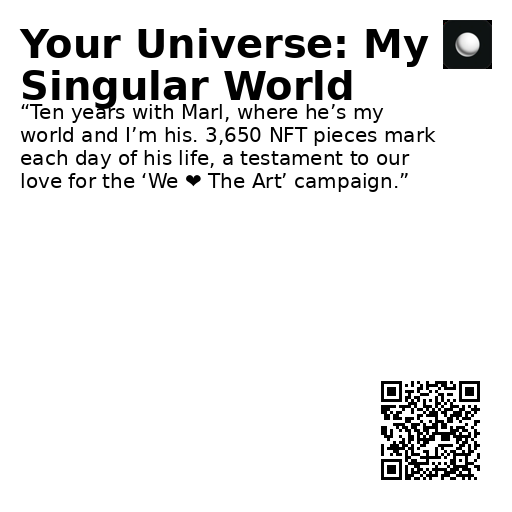 Your Universe: My
Singular World
“Ten years with Marl, where he’s my
world and I’m his. 3,650 NFT pieces mark
each day of his life, a testament to our
love for the ‘We ❤ The Art’ campaign.”